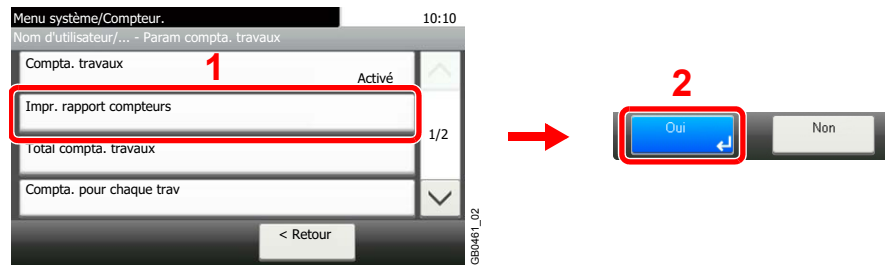 Menu système/Compteur. 10:10
Nom d'utilisateur/... - Param compta. travaux
Compta. travaux
1
Activé
Impr. rapport compteurs
1/2
Total compta. travaux
Compta. pour chaque trav
< Retour
GB0461_02
2
Oui
Non